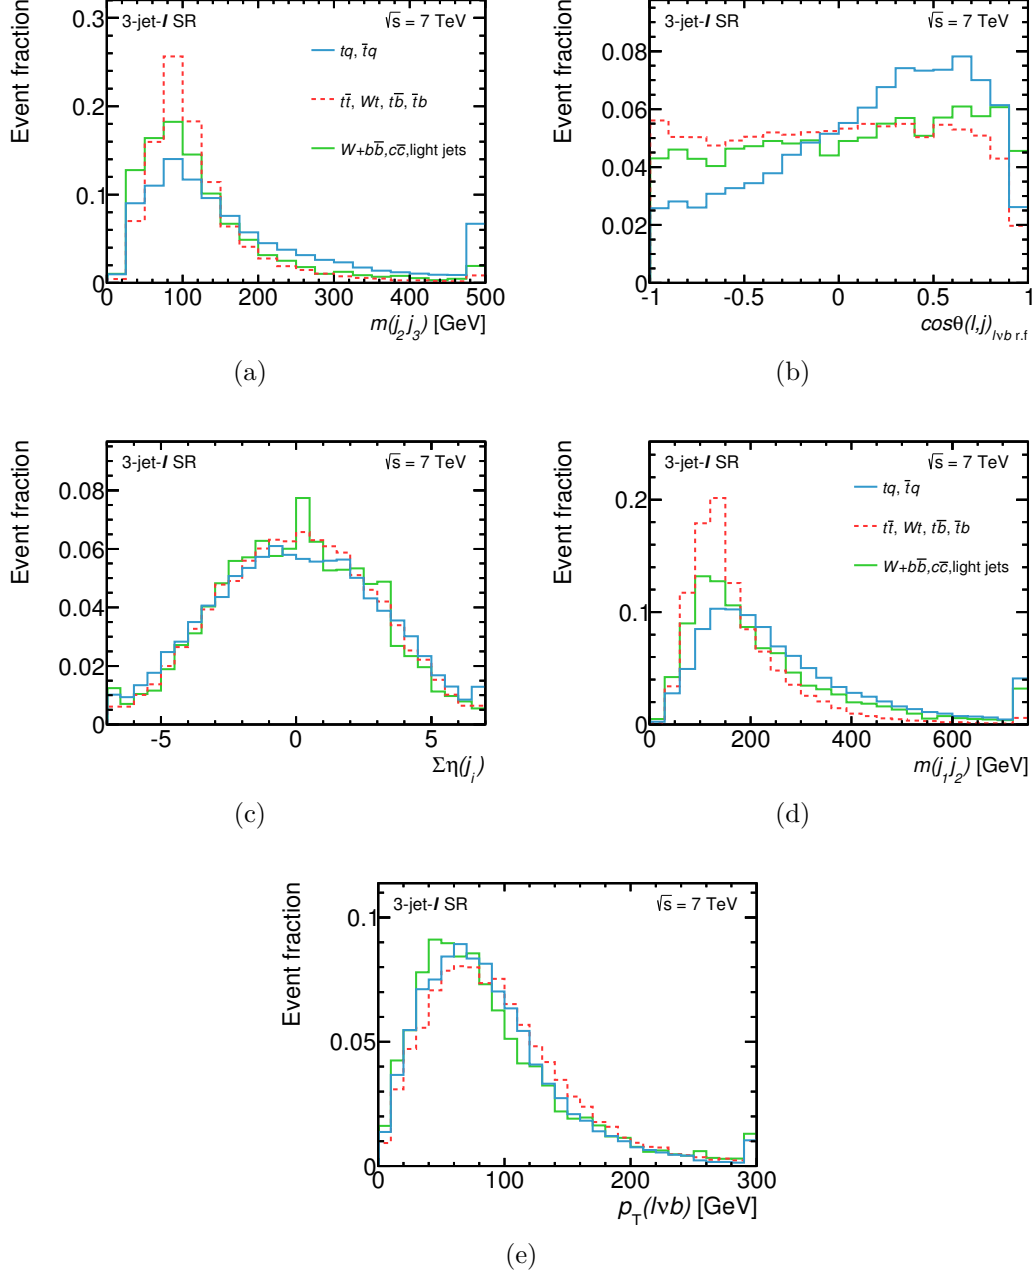 3-jet-l SR √s = 7 TeV
tq, t̄q
tt̄, Wt, tb̄, t̄b
W+bb̄,cc̄,light jets
Event fraction
0.3
0.2
0.1
0
0 100 200 300 400 500
m(j₂j₃) [GeV]
(a)
3-jet-l SR √s = 7 TeV
Event fraction
0.08
0.06
0.04
0.02
0
-1 -0.5 0 0.5 1
cosθ(l,j)lνb r.f
(b)
3-jet-l SR √s = 7 TeV
Event fraction
0.08
0.06
0.04
0.02
0
-5 0 5
Ση(jᵢ)
(c)
3-jet-l SR √s = 7 TeV
tq, t̄q
tt̄, Wt, tb̄, t̄b
W+bb̄,cc̄,light jets
Event fraction
0.2
0.1
0
0 200 400 600
m(j₁j₂) [GeV]
(d)
3-jet-l SR √s = 7 TeV
Event fraction
0.1
0.05
0
0 100 200 300
p_T(lνb) [GeV]
(e)